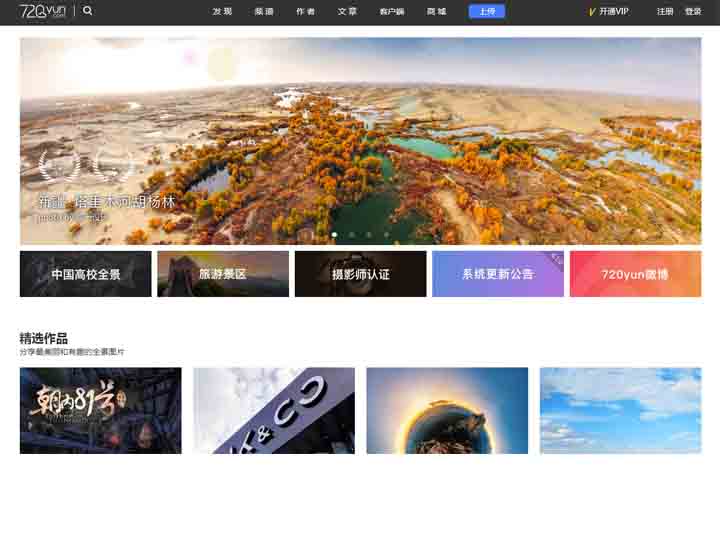 720yun
.com
发 现
频 道
作 者
文 章
客户端
商 城
上传
开通VIP
注册
登录
新疆·塔里木河胡杨林
中国高校全景
旅游景区
摄影师认证
系统更新公告
720yun微博
精选作品
分享最美丽和有趣的全景图片
朝内81号
& CO